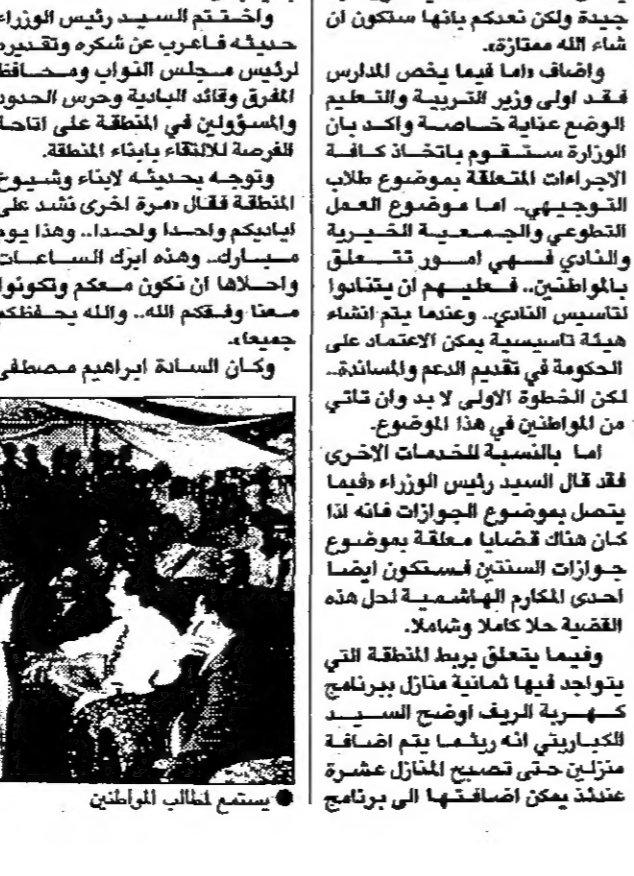 جيدة ولكن نعدكم بانها ستكون ان
شاء الله ممتازة».
واضاف «اما فيما يخص المدارس
فقد اولى وزير التربية والتعليم
الوضع عناية خاصة واكد بان
الوزارة ستقوم باتخاذ كافة
الاجراءات المتعلقة بموضوع طلاب
التوجيهي.. اما موضوع العمل
التطوعي والجمعية الخيرية
والنادي فهي امور تتعلق
بالمواطنين.. فعليهم ان يتنادوا
لتاسيس النادي.. وعندما يتم انشاء
هيئة تاسيسية يمكن الاعتماد على
الحكومة في تقديم الدعم والمساندة..
لكن الخطوة الاولى لا بد وان تاتي
من المواطنين في هذا الموضوع.
اما بالنسبة للخدمات الاخرى
فقد قال السيد رئيس الوزراء «فيما
يتصل بموضوع الجوازات فانه اذا
كان هناك قضايا معلقة بموضوع
جوازات السنتين فستكون ايضا
احدى المكارم الهاشمية لحل هذه
القضية حلا كاملا وشاملا.
وفيما يتعلق بربط المنطقة التي
يتواجد فيها ثمانية منازل ببرنامج
كهربة الريف اوضح السيد
الكباريتي انه ريثما يتم اضافة
منزلين حتى تصبح المنازل عشرة
عندئذ يمكن اضافتها الى برنامج
واختتم السيد رئيس الوزراء
حديثه فاعرب عن شكره وتقديره
لرئيس مجلس النواب ومحافظ
المفرق وقائد البادية وحرس الحدود
والمسؤولين في المنطقة على اتاحة
الفرصة للالتقاء بابناء المنطقة.
وتوجه بحديثه لابناء وشيوخ
المنطقة فقال «مرة اخرى نشد على
اياديكم واحدا واحدا.. وهذا يوم
مبارك.. وهذه ابرك الساعات
واحلاها ان نكون معكم وتكونوا
معنا وفقكم الله.. والله يحفظكم
جميعا».
وكان السادة ابراهيم مصطفى
● يستمع لمطالب المواطنين